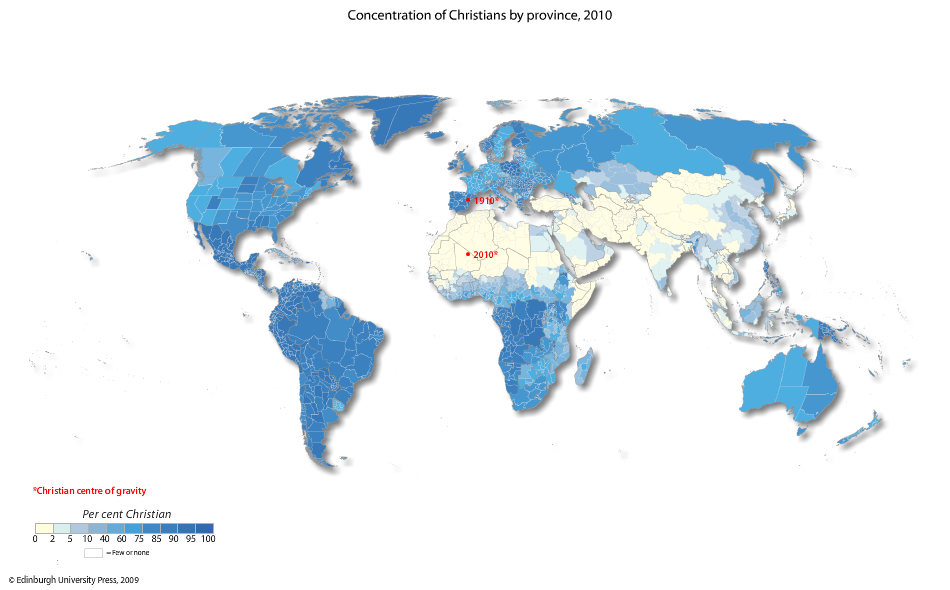 Concentration of Christians by province, 2010
1910*
2010*
*Christian centre of gravity
Per cent Christian
0 2 5 10 40 60 75 85 90 95 100
= Few or none
© Edinburgh University Press, 2009